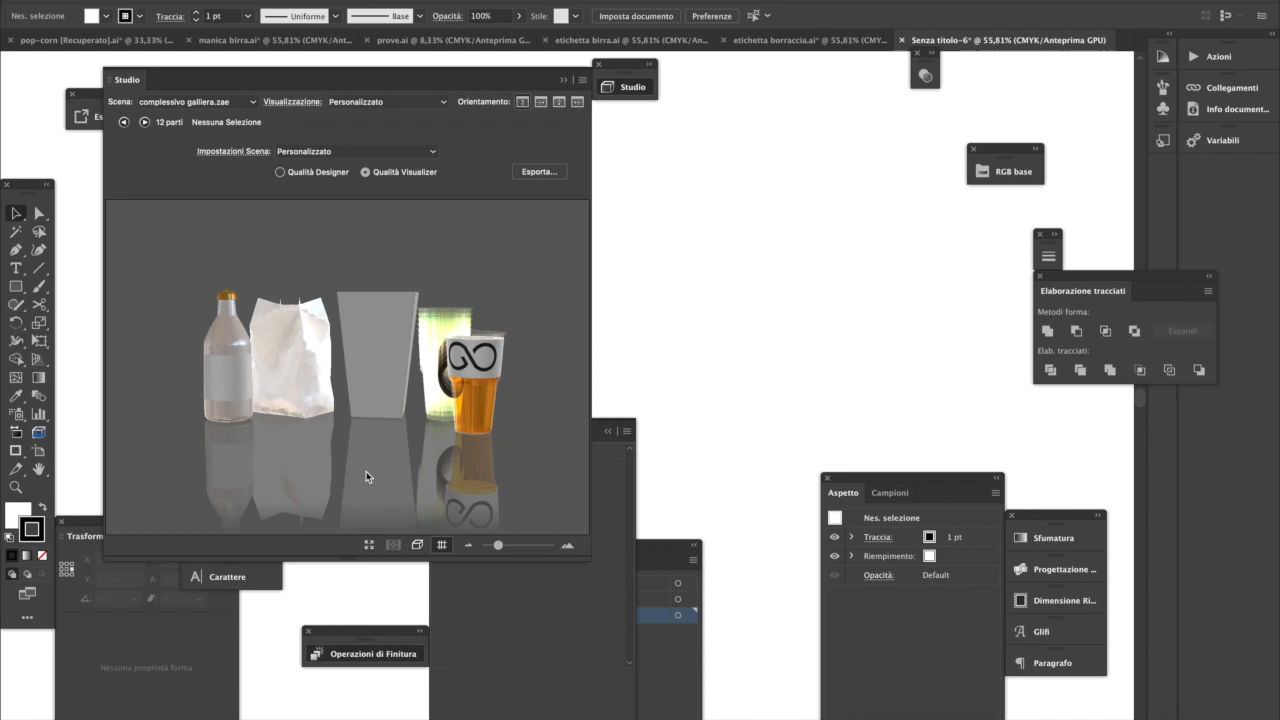 Nes. selezione
Traccia:
1 pt
Uniforme
Base
Opacità:
100%
Stile:
Imposta documento
Preferenze
pop-corn [Recuperato].ai* @ 33,33% (...
manica birra.ai* @ 55,81% (CMYK/Ant...
prove.ai @ 8,33% (CMYK/Anteprima G...
etichetta birra.ai @ 55,81% (CMYK/An...
etichetta borraccia.ai* @ 55,81% (CMY...
Senza titolo-6* @ 55,81% (CMYK/Anteprima GPU)
Studio
Scena: complessivo galliera.zae
Visualizzazione: Personalizzato
Orientamento:
12 parti
Nessuna Selezione
Impostazioni Scena: Personalizzato
Qualità Designer
Qualità Visualizer
Esporta...
Es
Studio
Azioni
Collegamenti
Info document...
Variabili
RGB base
Elaborazione tracciati
Metodi forma:
Espandi
Elab. tracciati:
GO
Trasform
X:
Y:
A:
Nessuna proprietà forma
Carattere
Operazioni di Finitura
Aspetto
Campioni
Nes. selezione
Traccia:
1 pt
Riempimento:
Opacità:
Default
Sfumatura
Progettazione ...
Dimensione Ri...
Glifi
Paragrafo